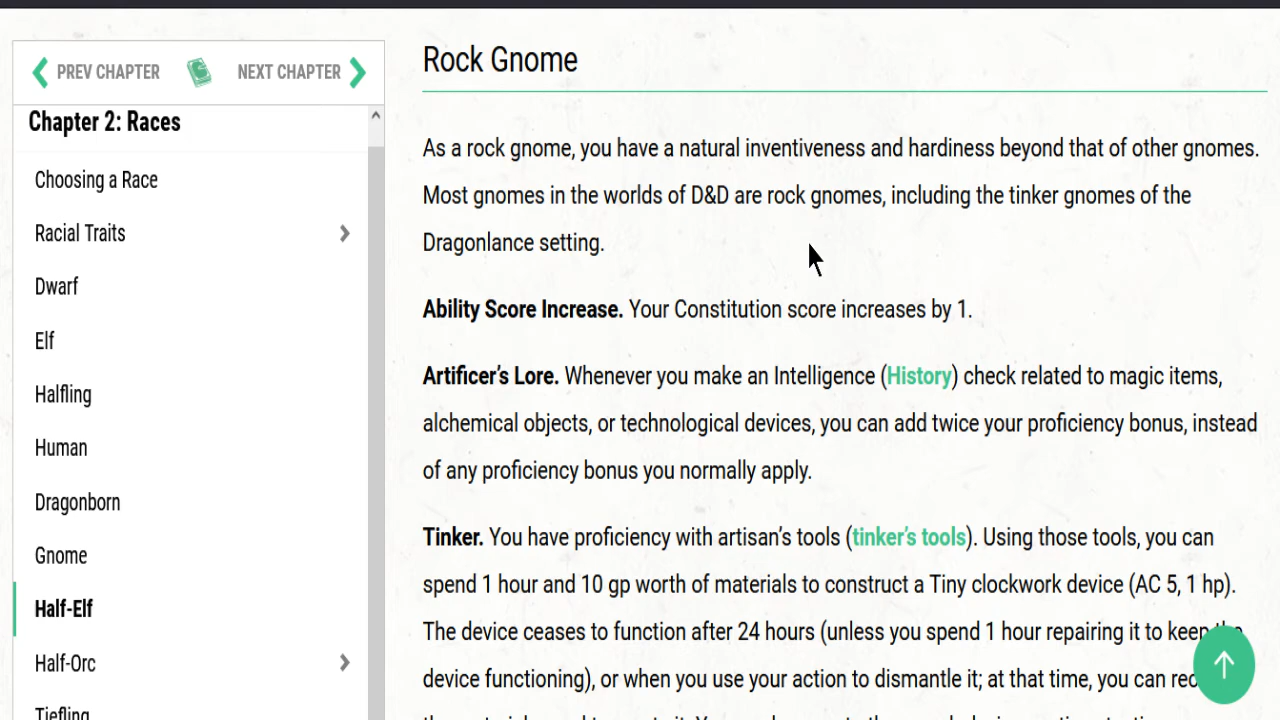 PREV CHAPTER
NEXT CHAPTER
Chapter 2: Races
Choosing a Race
Racial Traits
Dwarf
Elf
Halfling
Human
Dragonborn
Gnome
Half-Elf
Half-Orc
Tiefling
Rock Gnome
As a rock gnome, you have a natural inventiveness and hardiness beyond that of other gnomes.
Most gnomes in the worlds of D&D are rock gnomes, including the tinker gnomes of the
Dragonlance setting.
Ability Score Increase. Your Constitution score increases by 1.
Artificer's Lore. Whenever you make an Intelligence (History) check related to magic items,
alchemical objects, or technological devices, you can add twice your proficiency bonus, instead
of any proficiency bonus you normally apply.
Tinker. You have proficiency with artisan's tools (tinker's tools). Using those tools, you can
spend 1 hour and 10 gp worth of materials to construct a Tiny clockwork device (AC 5, 1 hp).
The device ceases to function after 24 hours (unless you spend 1 hour repairing it to keep the
device functioning), or when you use your action to dismantle it; at that time, you can